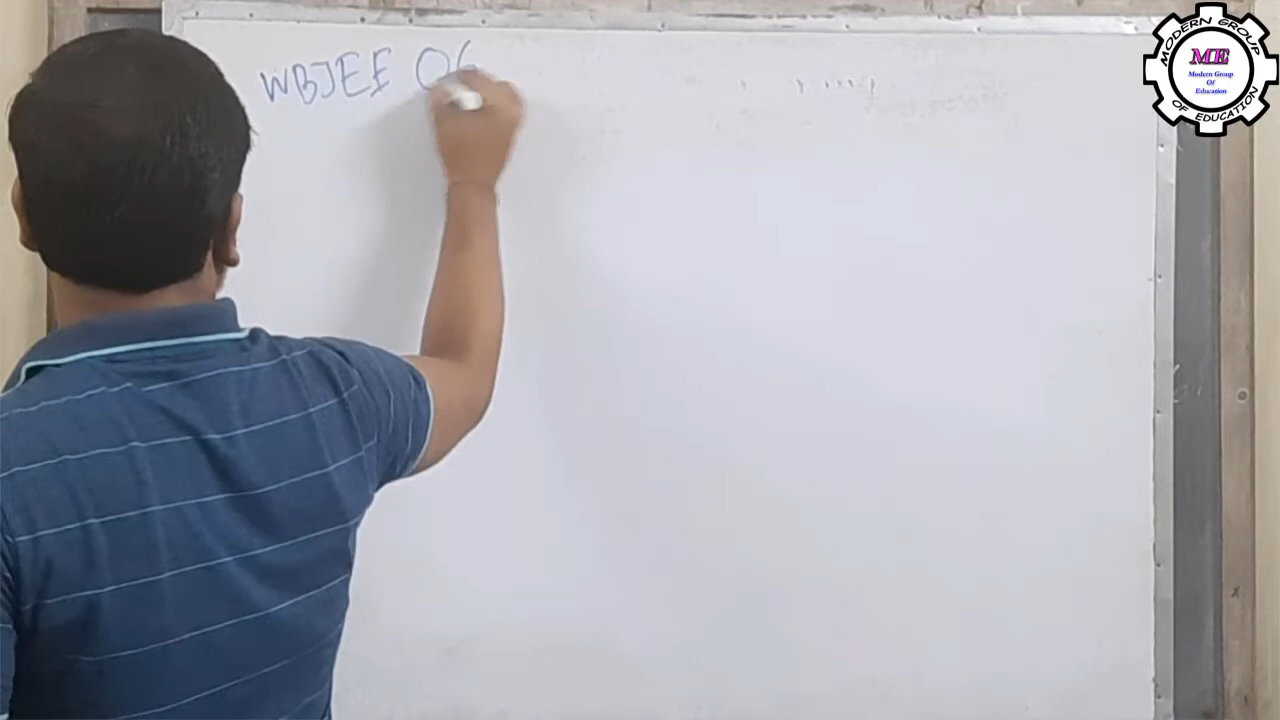 WBJEE 06
MODERN GROUP
ME
Modern Group
Of
Education
OF EDUCATION